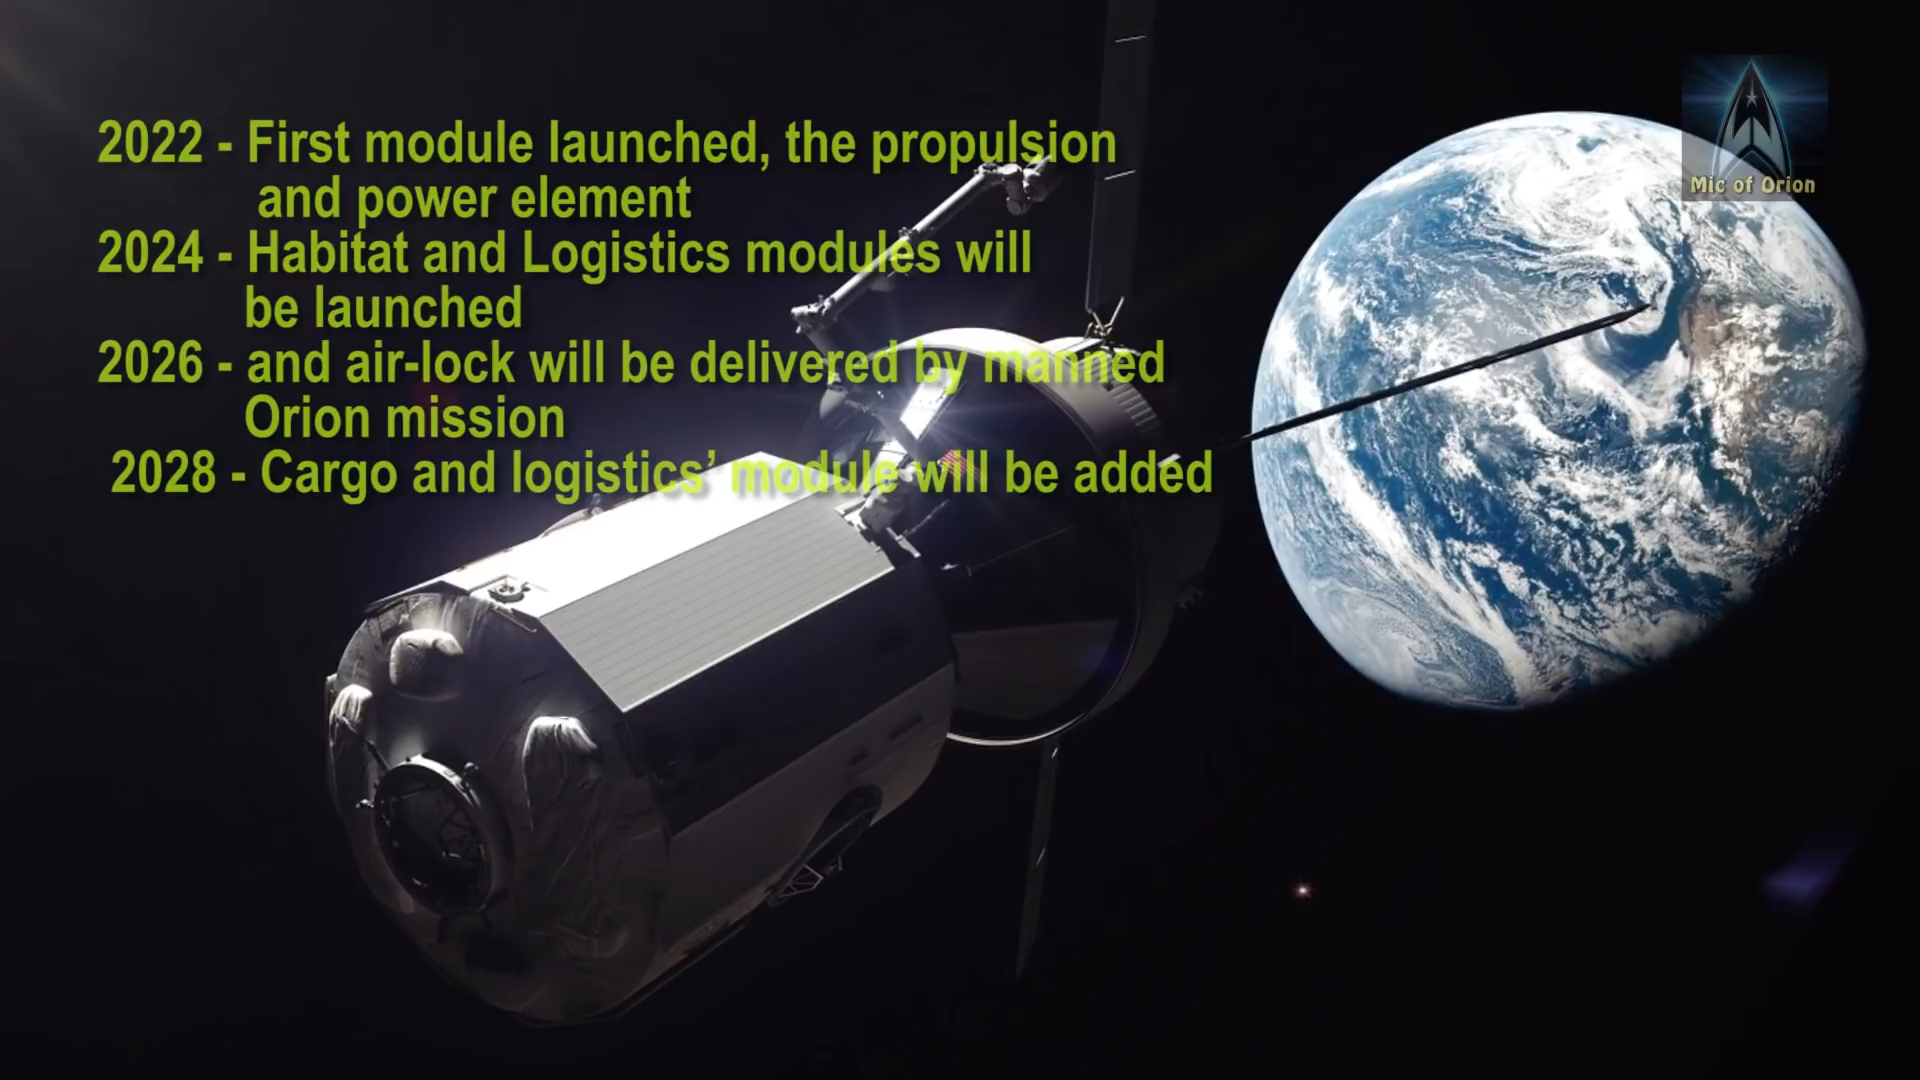 2022 - First module launched, the propulsion
and power element
2024 - Habitat and Logistics modules will
be launched
2026 - and air-lock will be delivered by manned
Orion mission
2028 - Cargo and logistics’ module will be added
Mic of Orion